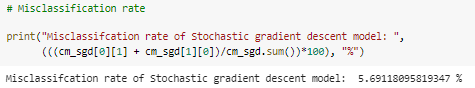 # Misclassification rate
print("Misclassifcation rate of Stochastic gradient descent model: ",
(((cm_sgd[0][1] + cm_sgd[1][0])/cm_sgd.sum())*100), "%")
Misclassifcation rate of Stochastic gradient descent model:  5.69118095819347 %